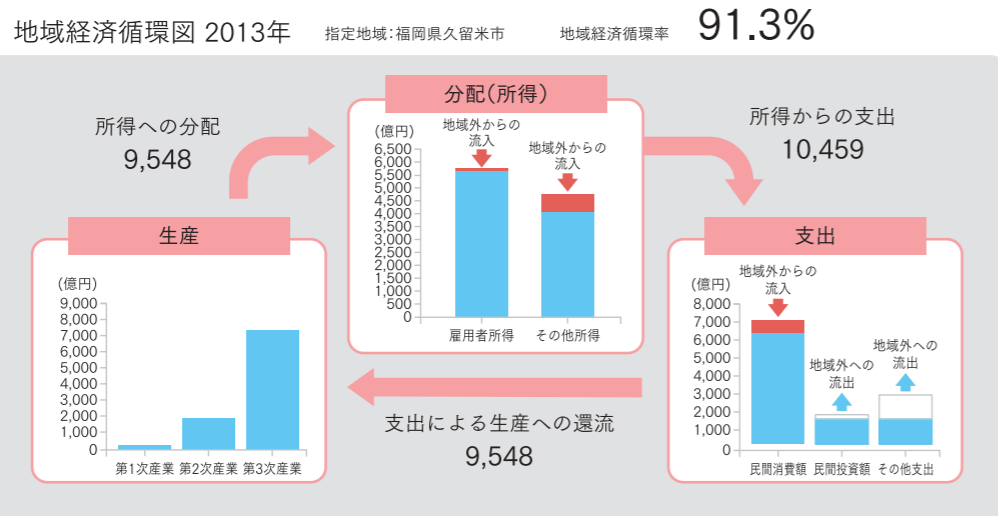 地域経済循環図 2013年
指定地域：福岡県久留米市
地域経済循環率
91.3%
所得への分配
9,548
分配（所得）
（億円）
6,500
6,000
5,500
5,000
4,500
4,000
3,500
3,000
2,500
2,000
1,500
1,000
500
0
地域外からの
流入
地域外からの
流入
雇用者所得
その他所得
所得からの支出
10,459
生産
（億円）
9,000
8,000
7,000
6,000
5,000
4,000
3,000
2,000
1,000
0
第1次産業
第2次産業
第3次産業
支出
（億円）
8,000
7,000
6,000
5,000
4,000
3,000
2,000
1,000
0
地域外からの
流入
地域外への
流出
地域外への
流出
民間消費額
民間投資額
その他支出
支出による生産への還流
9,548